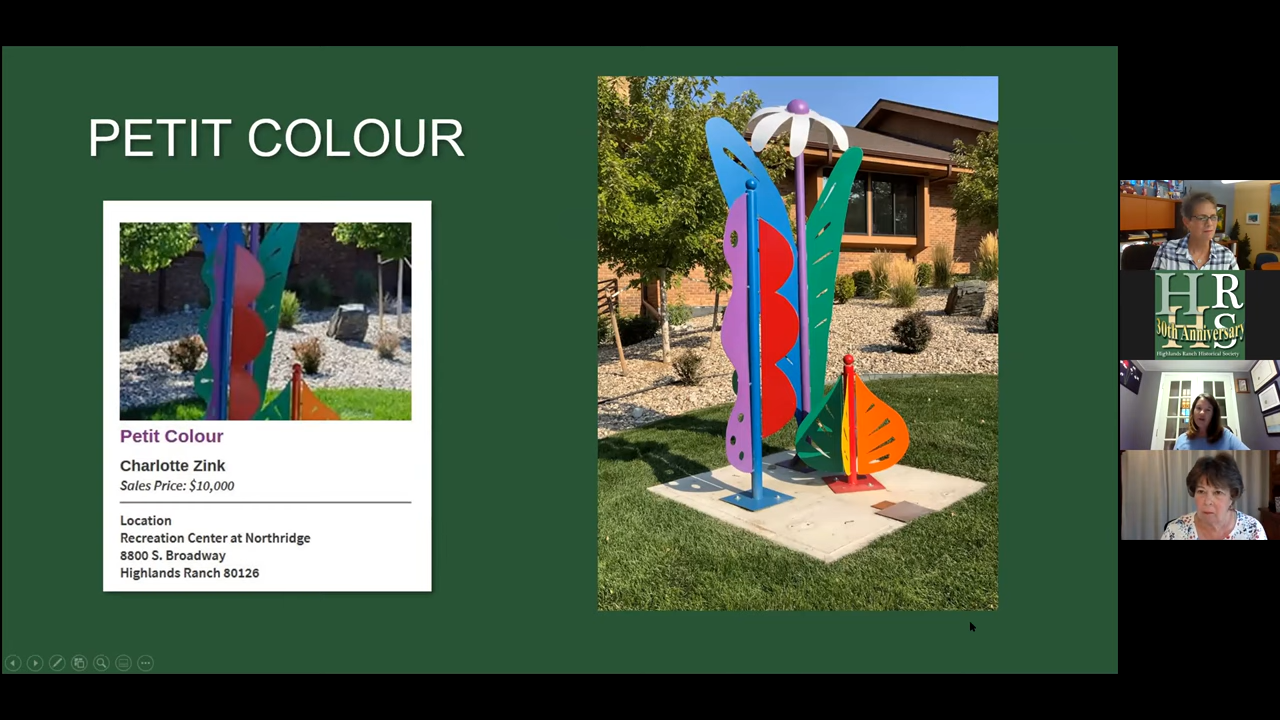 PETIT COLOUR
Petit Colour
Charlotte Zink
Sales Price: $10,000
Location
Recreation Center at Northridge
8800 S. Broadway
Highlands Ranch 80126
H R
H S
30th Anniversary
Highlands Ranch Historical Society